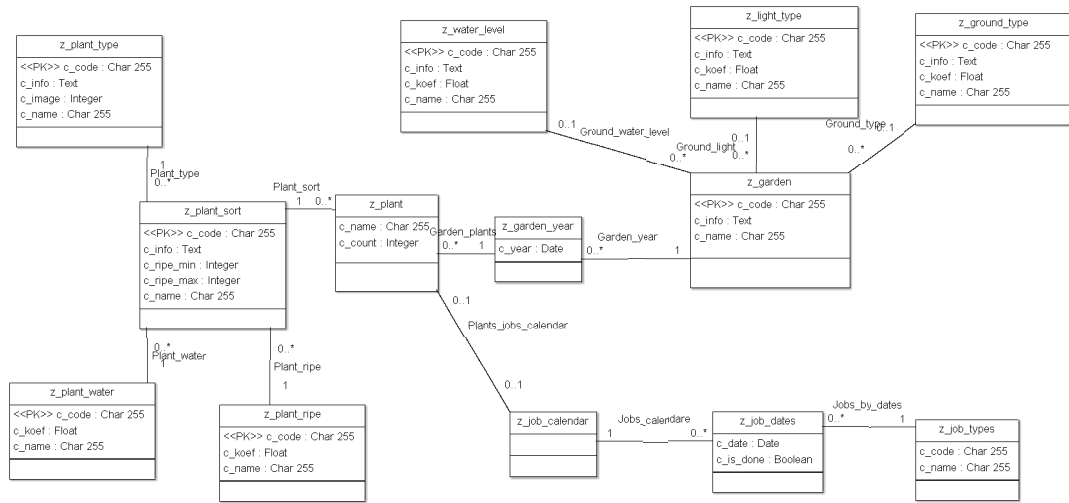 z_plant_type
<<PK>> c_code : Char 255
c_info : Text
c_image : Integer
c_name : Char 255
z_water_level
<<PK>> c_code : Char 255
c_info : Text
c_koef : Float
c_name : Char 255
z_light_type
<<PK>> c_code : Char 255
c_info : Text
c_koef : Float
c_name : Char 255
z_ground_type
<<PK>> c_code : Char 255
c_info : Text
c_koef : Float
c_name : Char 255
0..1
Ground_water_level
0..*
0..1
Ground_light
0..*
Ground_type
0..1
0..*
1
Plant_type
0..*
z_plant_sort
<<PK>> c_code : Char 255
c_info : Text
c_ripe_min : Integer
c_ripe_max : Integer
c_name : Char 255
Plant_sort
1
0..*
z_plant
c_name : Char 255
c_count : Integer
Garden_plants
0..*
1
z_garden_year
c_year : Date
Garden_year
0..*
1
z_garden
<<PK>> c_code : Char 255
c_info : Text
c_name : Char 255
0..1
Plants_jobs_calendar
0..1
0..*
Plant_water
1
0..*
Plant_ripe
1
z_plant_water
<<PK>> c_code : Char 255
c_koef : Float
c_name : Char 255
z_plant_ripe
<<PK>> c_code : Char 255
c_koef : Float
c_name : Char 255
z_job_calendar
Jobs_calendare
1
0..*
z_job_dates
c_date : Date
c_is_done : Boolean
Jobs_by_dates
0..*
1
z_job_types
c_code : Char 255
c_name : Char 255